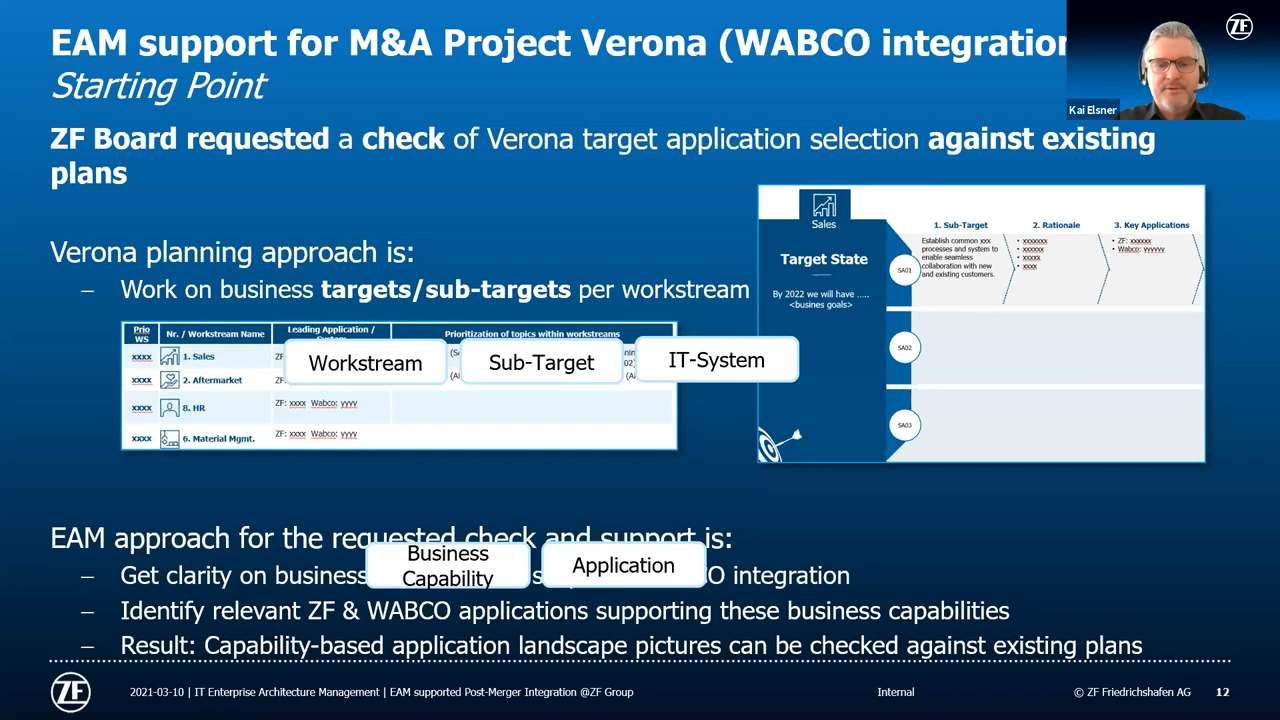 EAM support for M&A Project Verona (WABCO integration
Starting Point
ZF
Kai Elsner
ZF Board requested a check of Verona target application selection against existing
plans
Verona planning approach is:
– Work on business targets/sub-targets per workstream
Prio WS
Nr. / Workstream Name
Leading Application /
Prioritization of topics within workstreams
xxxx
1. Sales
ZF
xxxx
2. Aftermarket
xxxx
8. HR
ZF: xxxx Wabco: yyyy
xxxx
6. Material Mgmt.
ZF: xxxx Wabco: yyyy
Workstream
Sub-Target
IT-System
Sales
Target State
By 2022 we will have .....
<busines goals>
1. Sub-Target
2. Rationale
3. Key Applications
SA01
Establish common xxx
processes and system to
enable seamless
collaboration with new
and existing customers.
• xxxxxxx
• xxxxxx
• xxxxx
• xxxx
• ZF: xxxxxx
• Wabco: yyyyyy
SA02
SA03
EAM approach for the requested check and support is:
– Get clarity on business
Business
Capability
Application
CO integration
– Identify relevant ZF & WABCO applications supporting these business capabilities
– Result: Capability-based application landscape pictures can be checked against existing plans
ZF
2021-03-10 | IT Enterprise Architecture Management | EAM supported Post-Merger Integration @ZF Group
Internal
© ZF Friedrichshafen AG
12